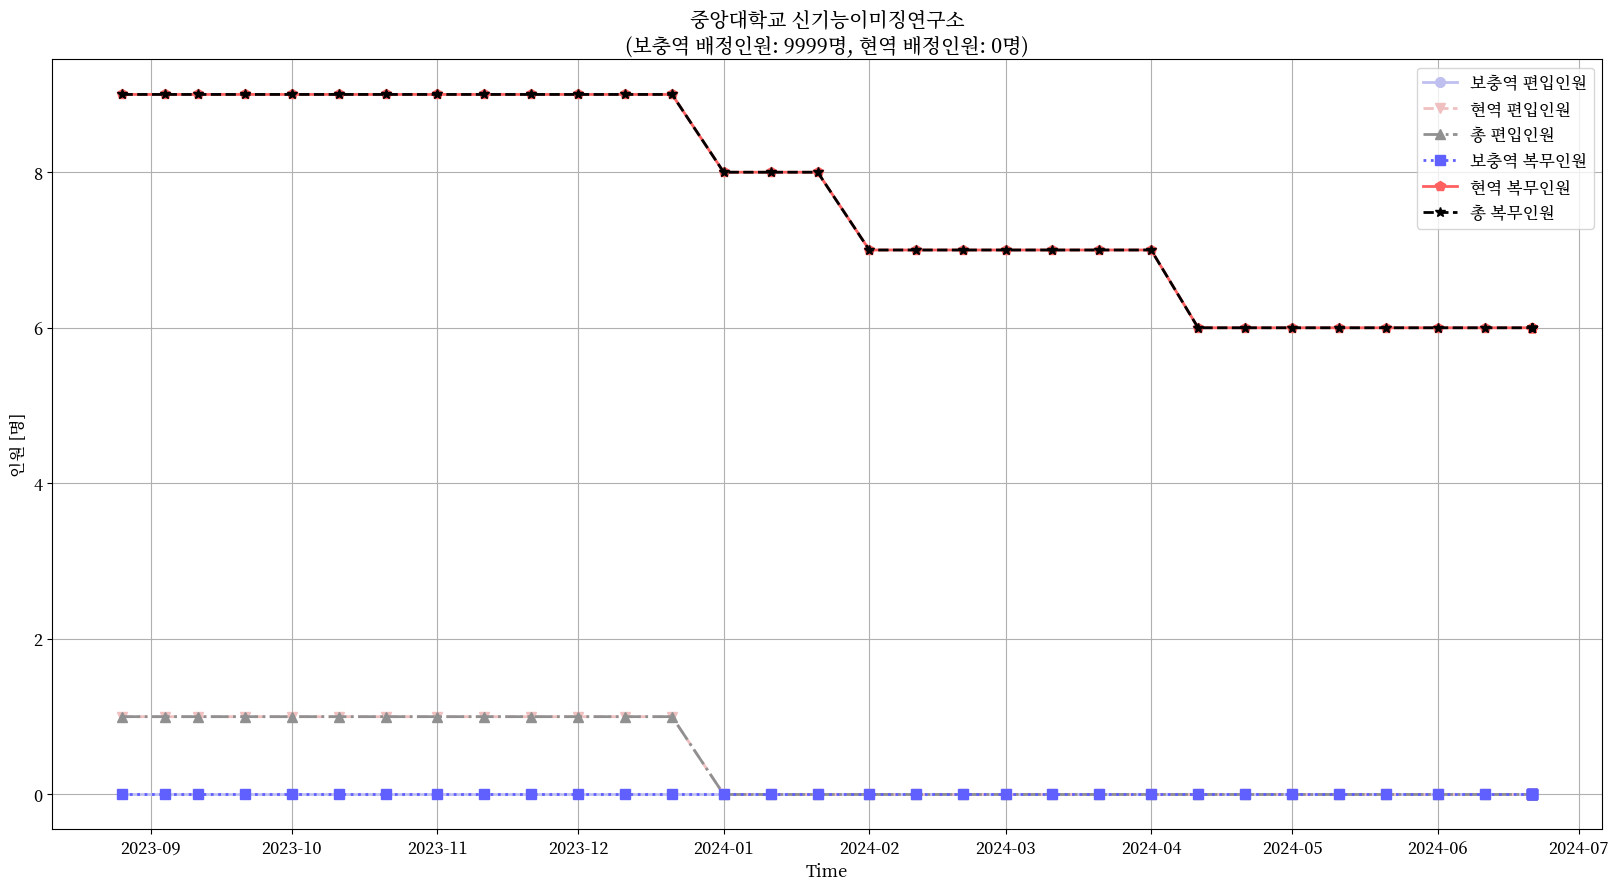 중앙대학교 신기능이미징연구소
(보충역 배정인원: 9999명, 현역 배정인원: 0명)
보충역 편입인원
현역 편입인원
총 편입인원
보충역 복무인원
현역 복무인원
총 복무인원
인원 [명]
8
6
4
2
0
2023-09 2023-10 2023-11 2023-12 2024-01 2024-02 2024-03 2024-04 2024-05 2024-06 2024-07
Time